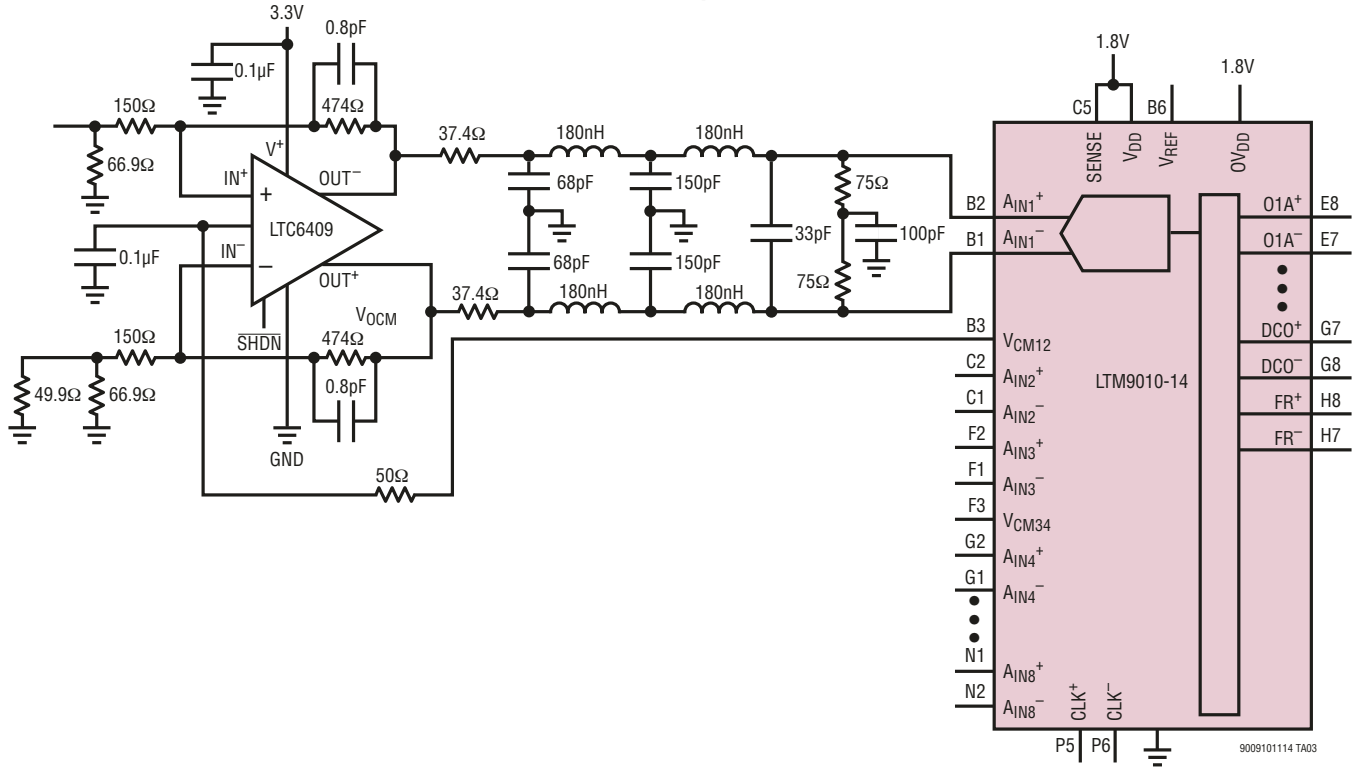 3.3V
0.8pF
0.1µF
1.8V
1.8V
150Ω
474Ω
C5
B6
37.4Ω
180nH
180nH
V+
SENSE
VDD
VREF
OVDD
66.9Ω
IN+
OUT–
68pF
150pF
75Ω
+
B2
AIN1+
O1A+
E8
LTC6409
33pF
100pF
B1
AIN1–
O1A–
E7
IN–
0.1µF
–
68pF
150pF
OUT+
75Ω
37.4Ω
180nH
180nH
VOCM
B3
DCO+
G7
150Ω
SHDN
474Ω
VCM12
C2
AIN2+
LTM9010-14
DCO–
G8
49.9Ω
66.9Ω
0.8pF
C1
AIN2–
FR+
H8
F2
AIN3+
FR–
H7
GND
F1
AIN3–
50Ω
F3
VCM34
G2
AIN4+
G1
AIN4–
N1
AIN8+
N2
AIN8–
CLK+
CLK–
P5
P6
9009101114 TA03